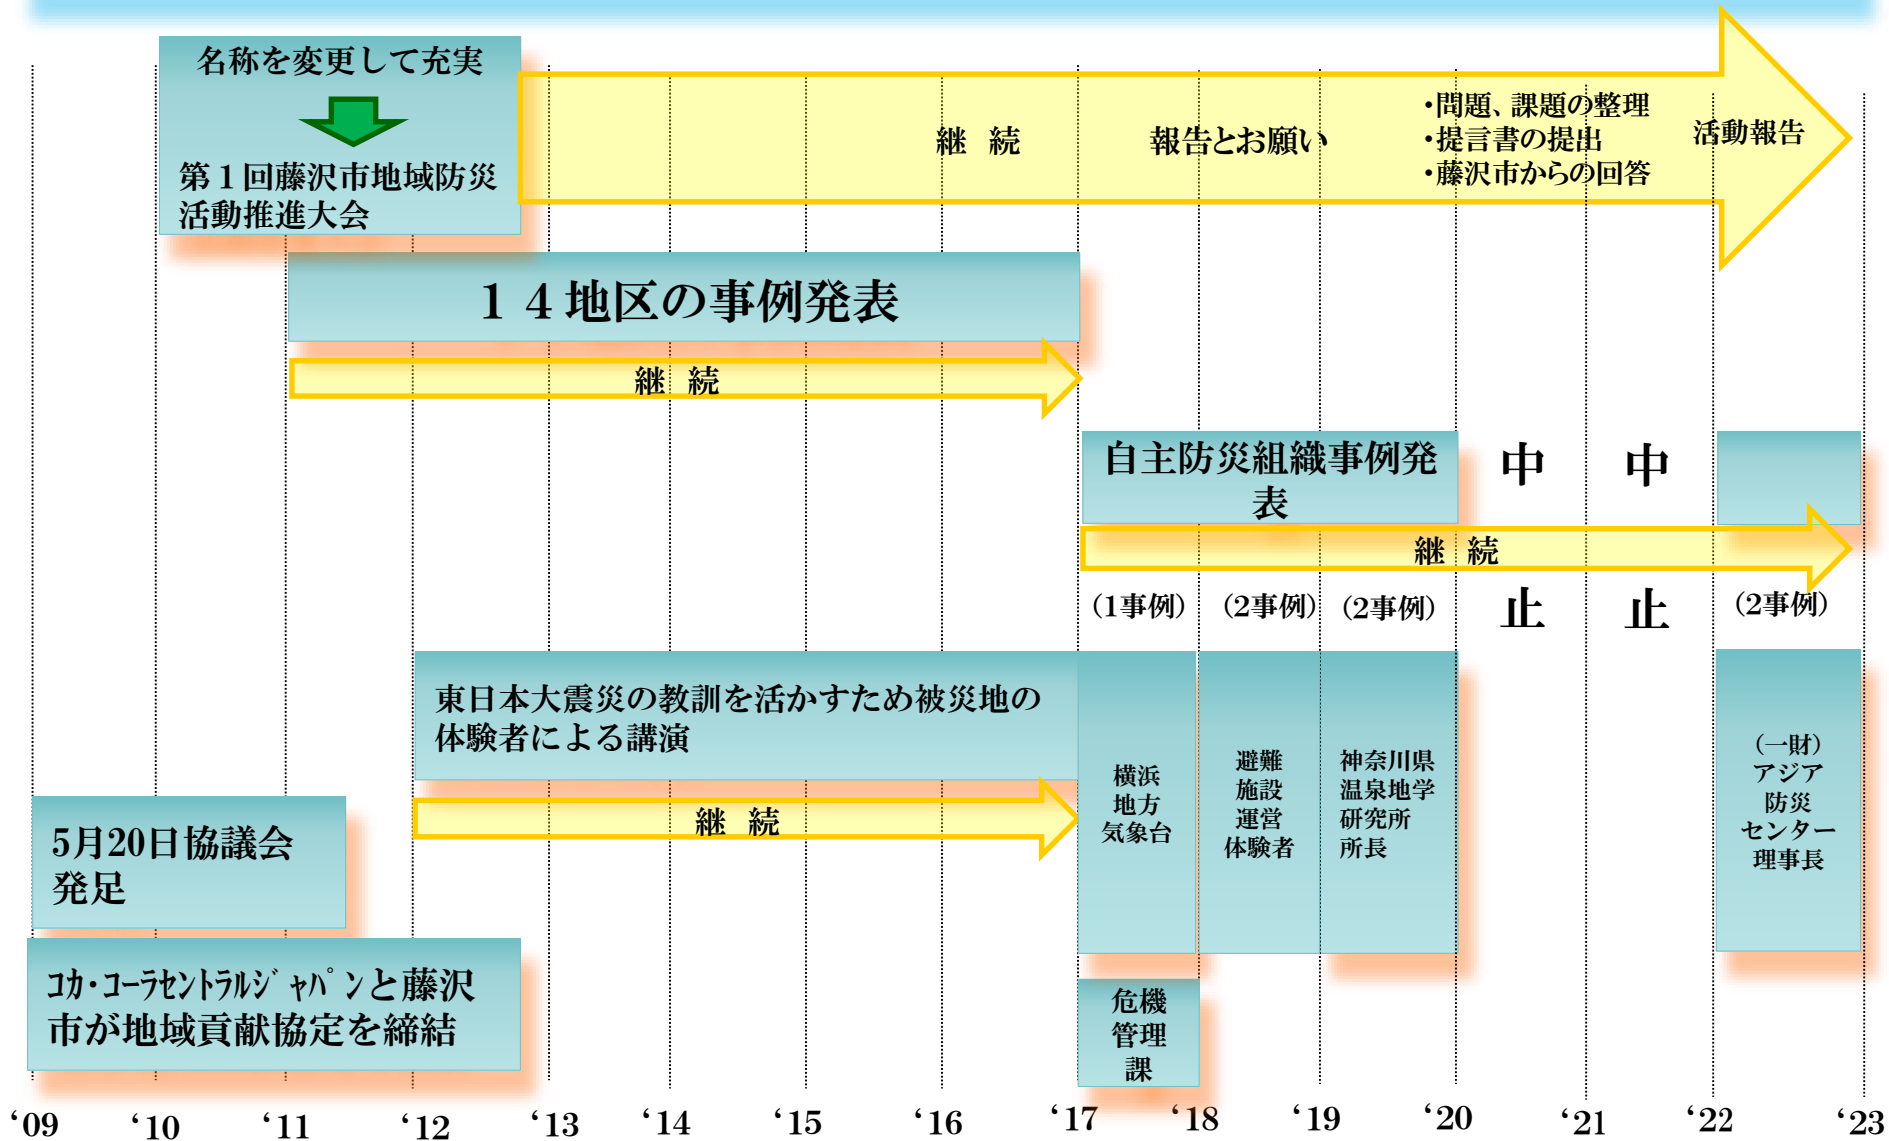 名称を変更して充実
第1回藤沢市地域防災
活動推進大会
継 続
報告とお願い
・問題、課題の整理
・提言書の提出
・藤沢市からの回答
活動報告
14地区の事例発表
継 続
自主防災組織事例発
表
中
止
中
止
継 続
(1事例)
(2事例)
(2事例)
(2事例)
東日本大震災の教訓を活かすため被災地の
体験者による講演
継 続
横浜
地方
気象台
避難
施設
運営
体験者
神奈川県
温泉地学
研究所
所長
(一財)
アジア
防災
センター
理事長
5月20日協議会
発足
コカ・コーラセントラルジャパンと藤沢
市が地域貢献協定を締結
危機
管理
課
‘09
‘10
‘11
‘12
‘13
‘14
‘15
‘16
‘17
‘18
‘19
‘20
‘21
‘22
‘23